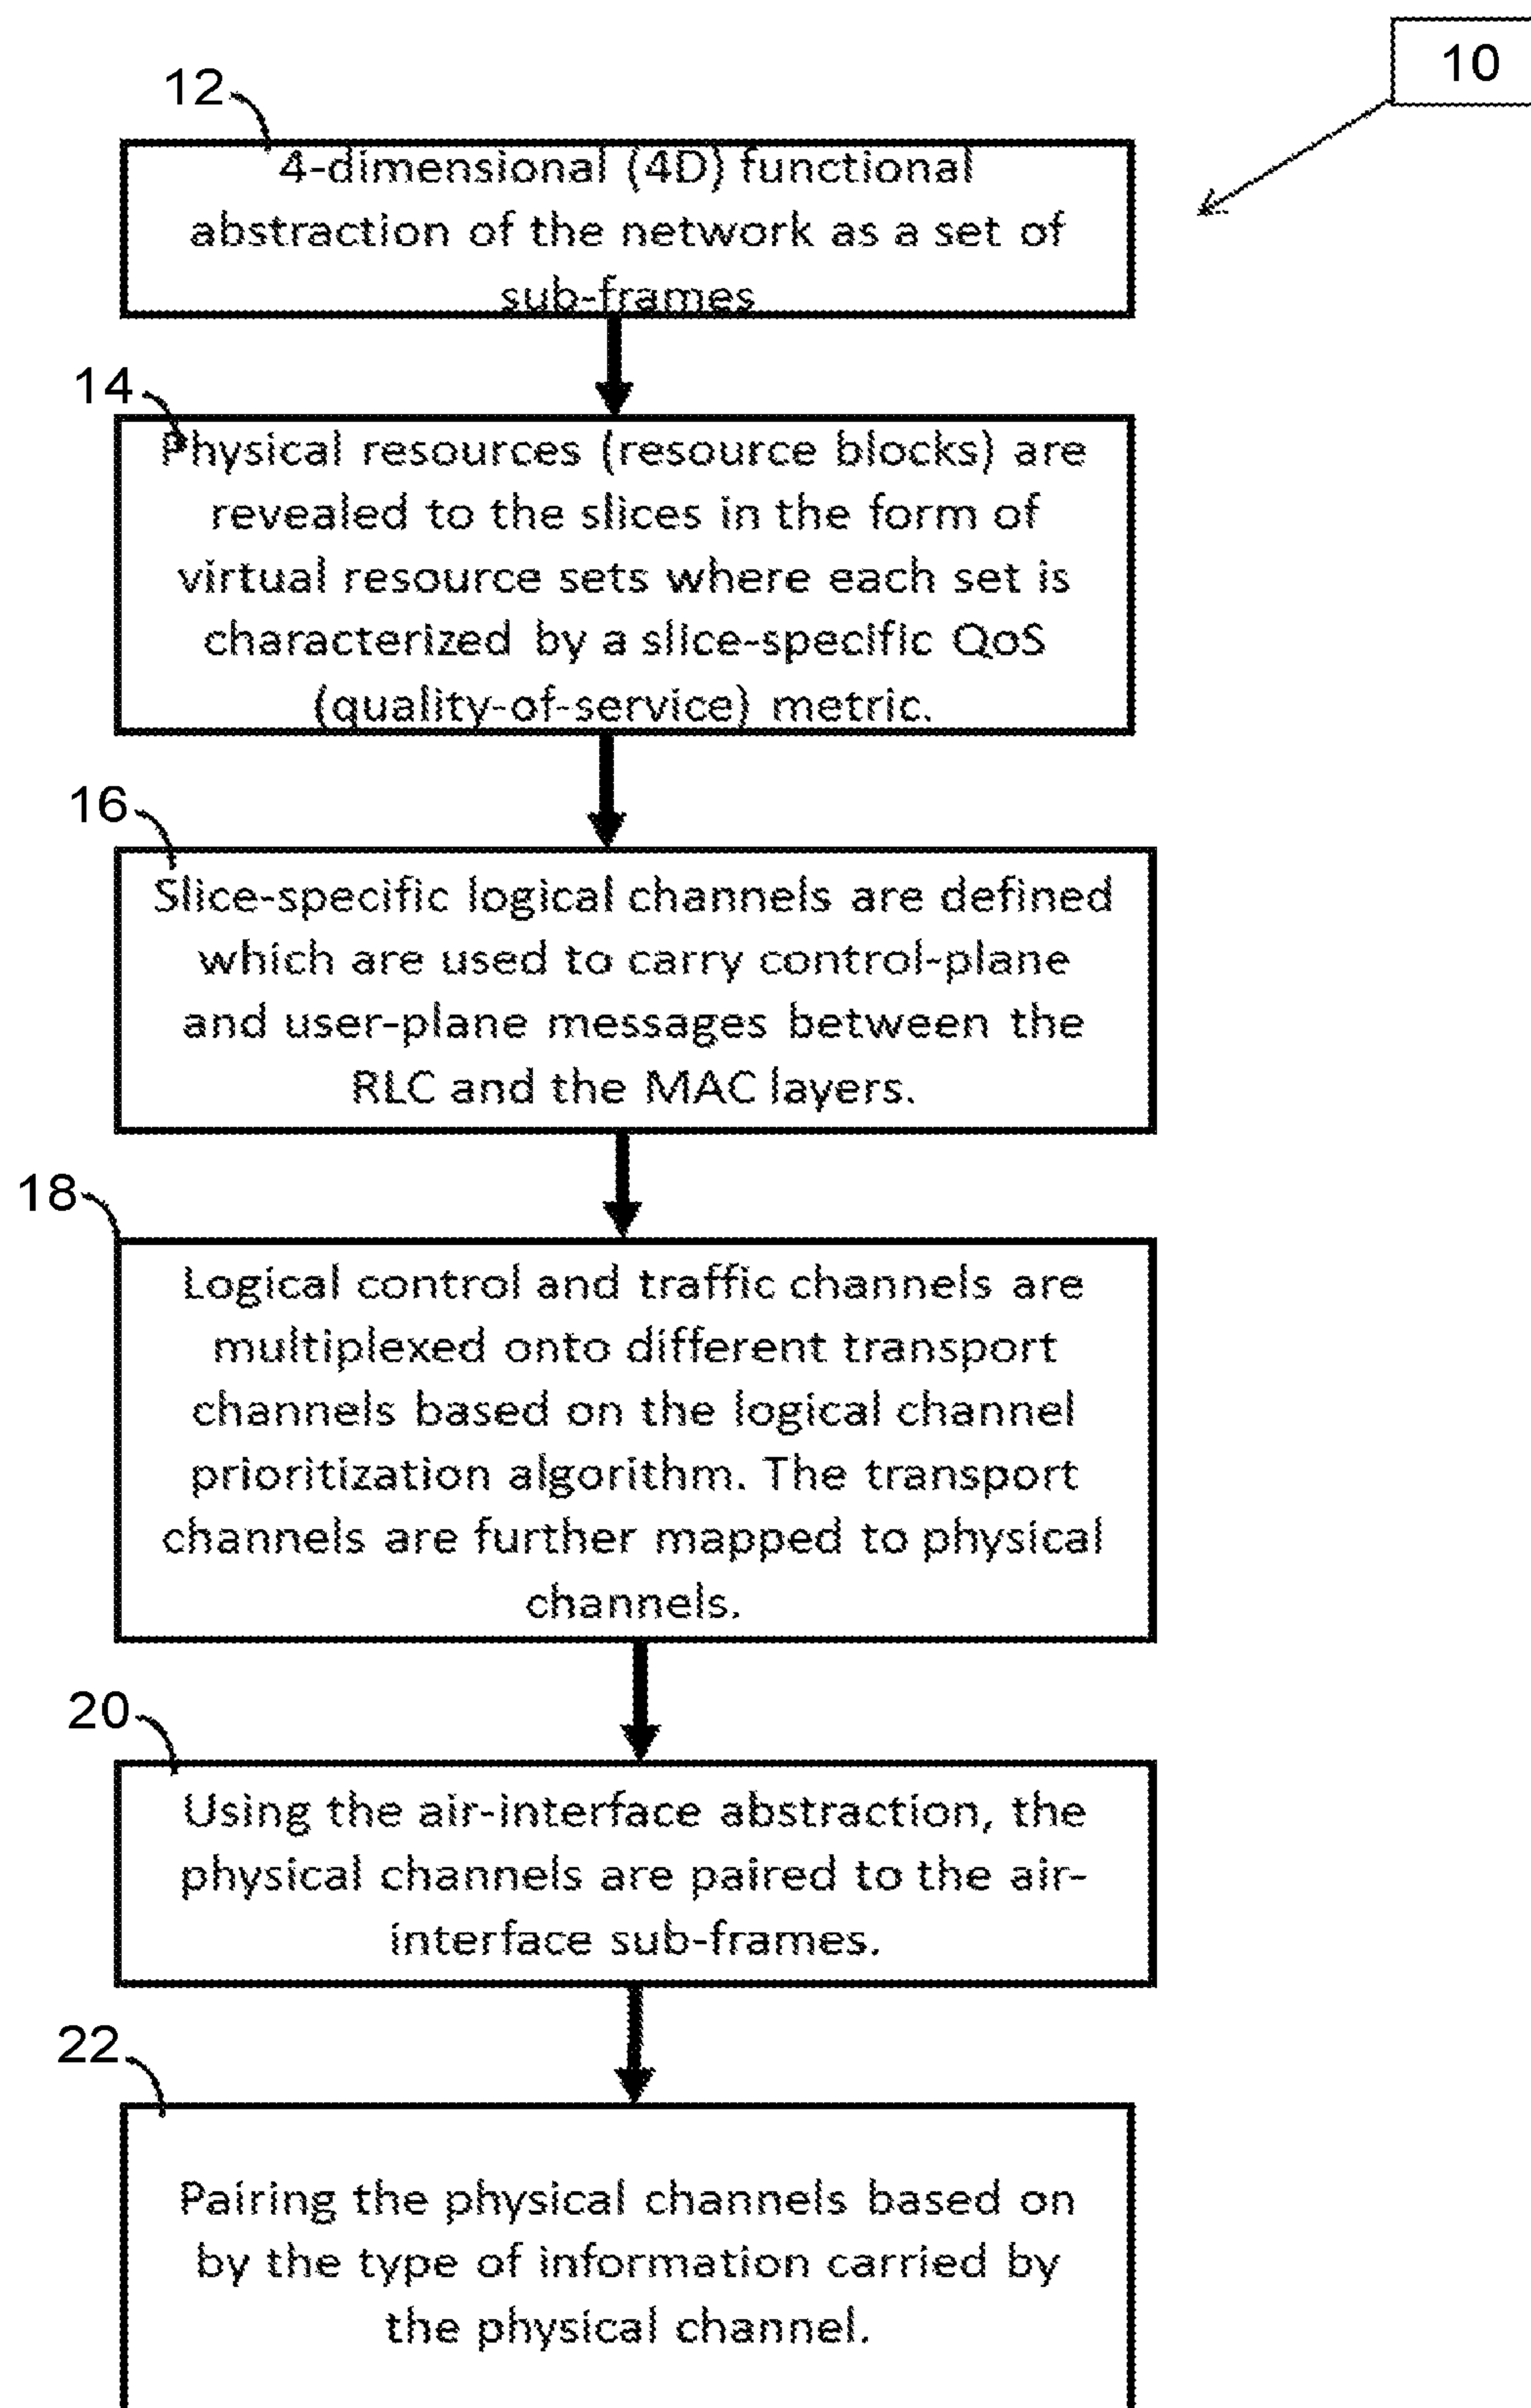 10
12
4-dimensional (4D) functional
abstraction of the network as a set of
sub-frames
14
Physical resources (resource blocks) are
revealed to the slices in the form of
virtual resource sets where each set is
characterized by a slice-specific QoS
(quality-of-service) metric.
16
Slice-specific logical channels are defined
which are used to carry control-plane
and user-plane messages between the
RLC and the MAC layers.
18
Logical control and traffic channels are
multiplexed onto different transport
channels based on the logical channel
prioritization algorithm. The transport
channels are further mapped to physical
channels.
20
Using the air-interface abstraction, the
physical channels are paired to the air-
interface sub-frames.
22
Pairing the physical channels based on
by the type of information carried by
the physical channel.